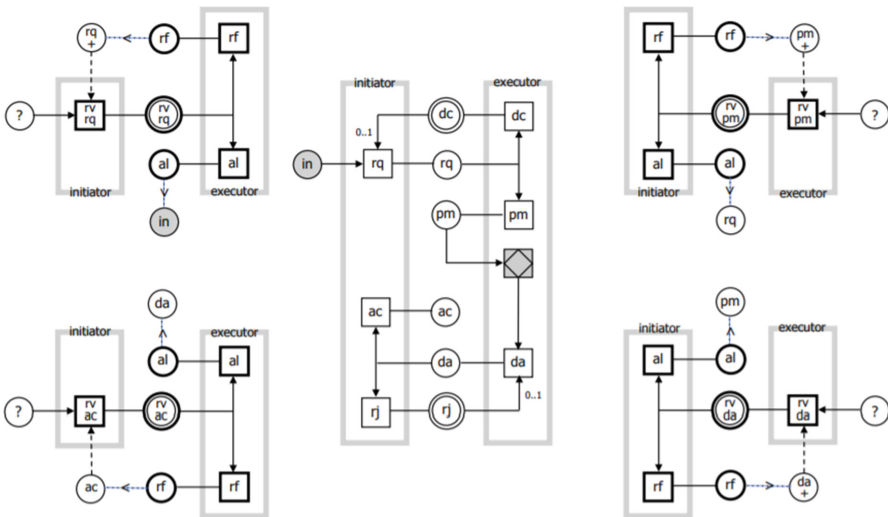 rq
+
rf
rf
?
rv
rq
rv
rq
al
al
initiator
executor
in
initiator
executor
dc
dc
0..1
in
rq
rq
pm
pm
ac
ac
da
da
rj
rj
0..1
rf
rf
pm
+
rv
pm
rv
pm
?
al
al
initiator
executor
rq
da
initiator
executor
al
al
?
rv
ac
rv
ac
ac
rf
rf
pm
initiator
executor
al
al
rv
da
rv
da
?
rf
rf
da
+